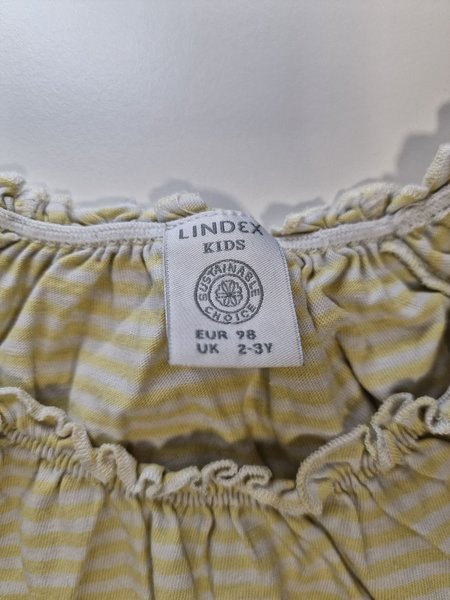 LINDEX
KIDS
SUSTAINABLE
CHOICE
EUR 98
UK 2-3Y